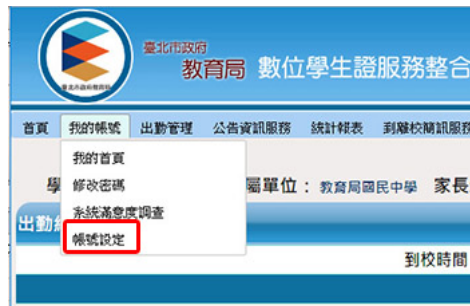 臺北市政府
教育局 數位學生證服務整合
首頁 我的帳號 出勤管理 公告資訊服務 統計報表 到離校簡訊服務
我的首頁
學 屬單位：教育局國民中學 家長
修改密碼
系統滿意度調查
出勤
帳號設定
到校時間